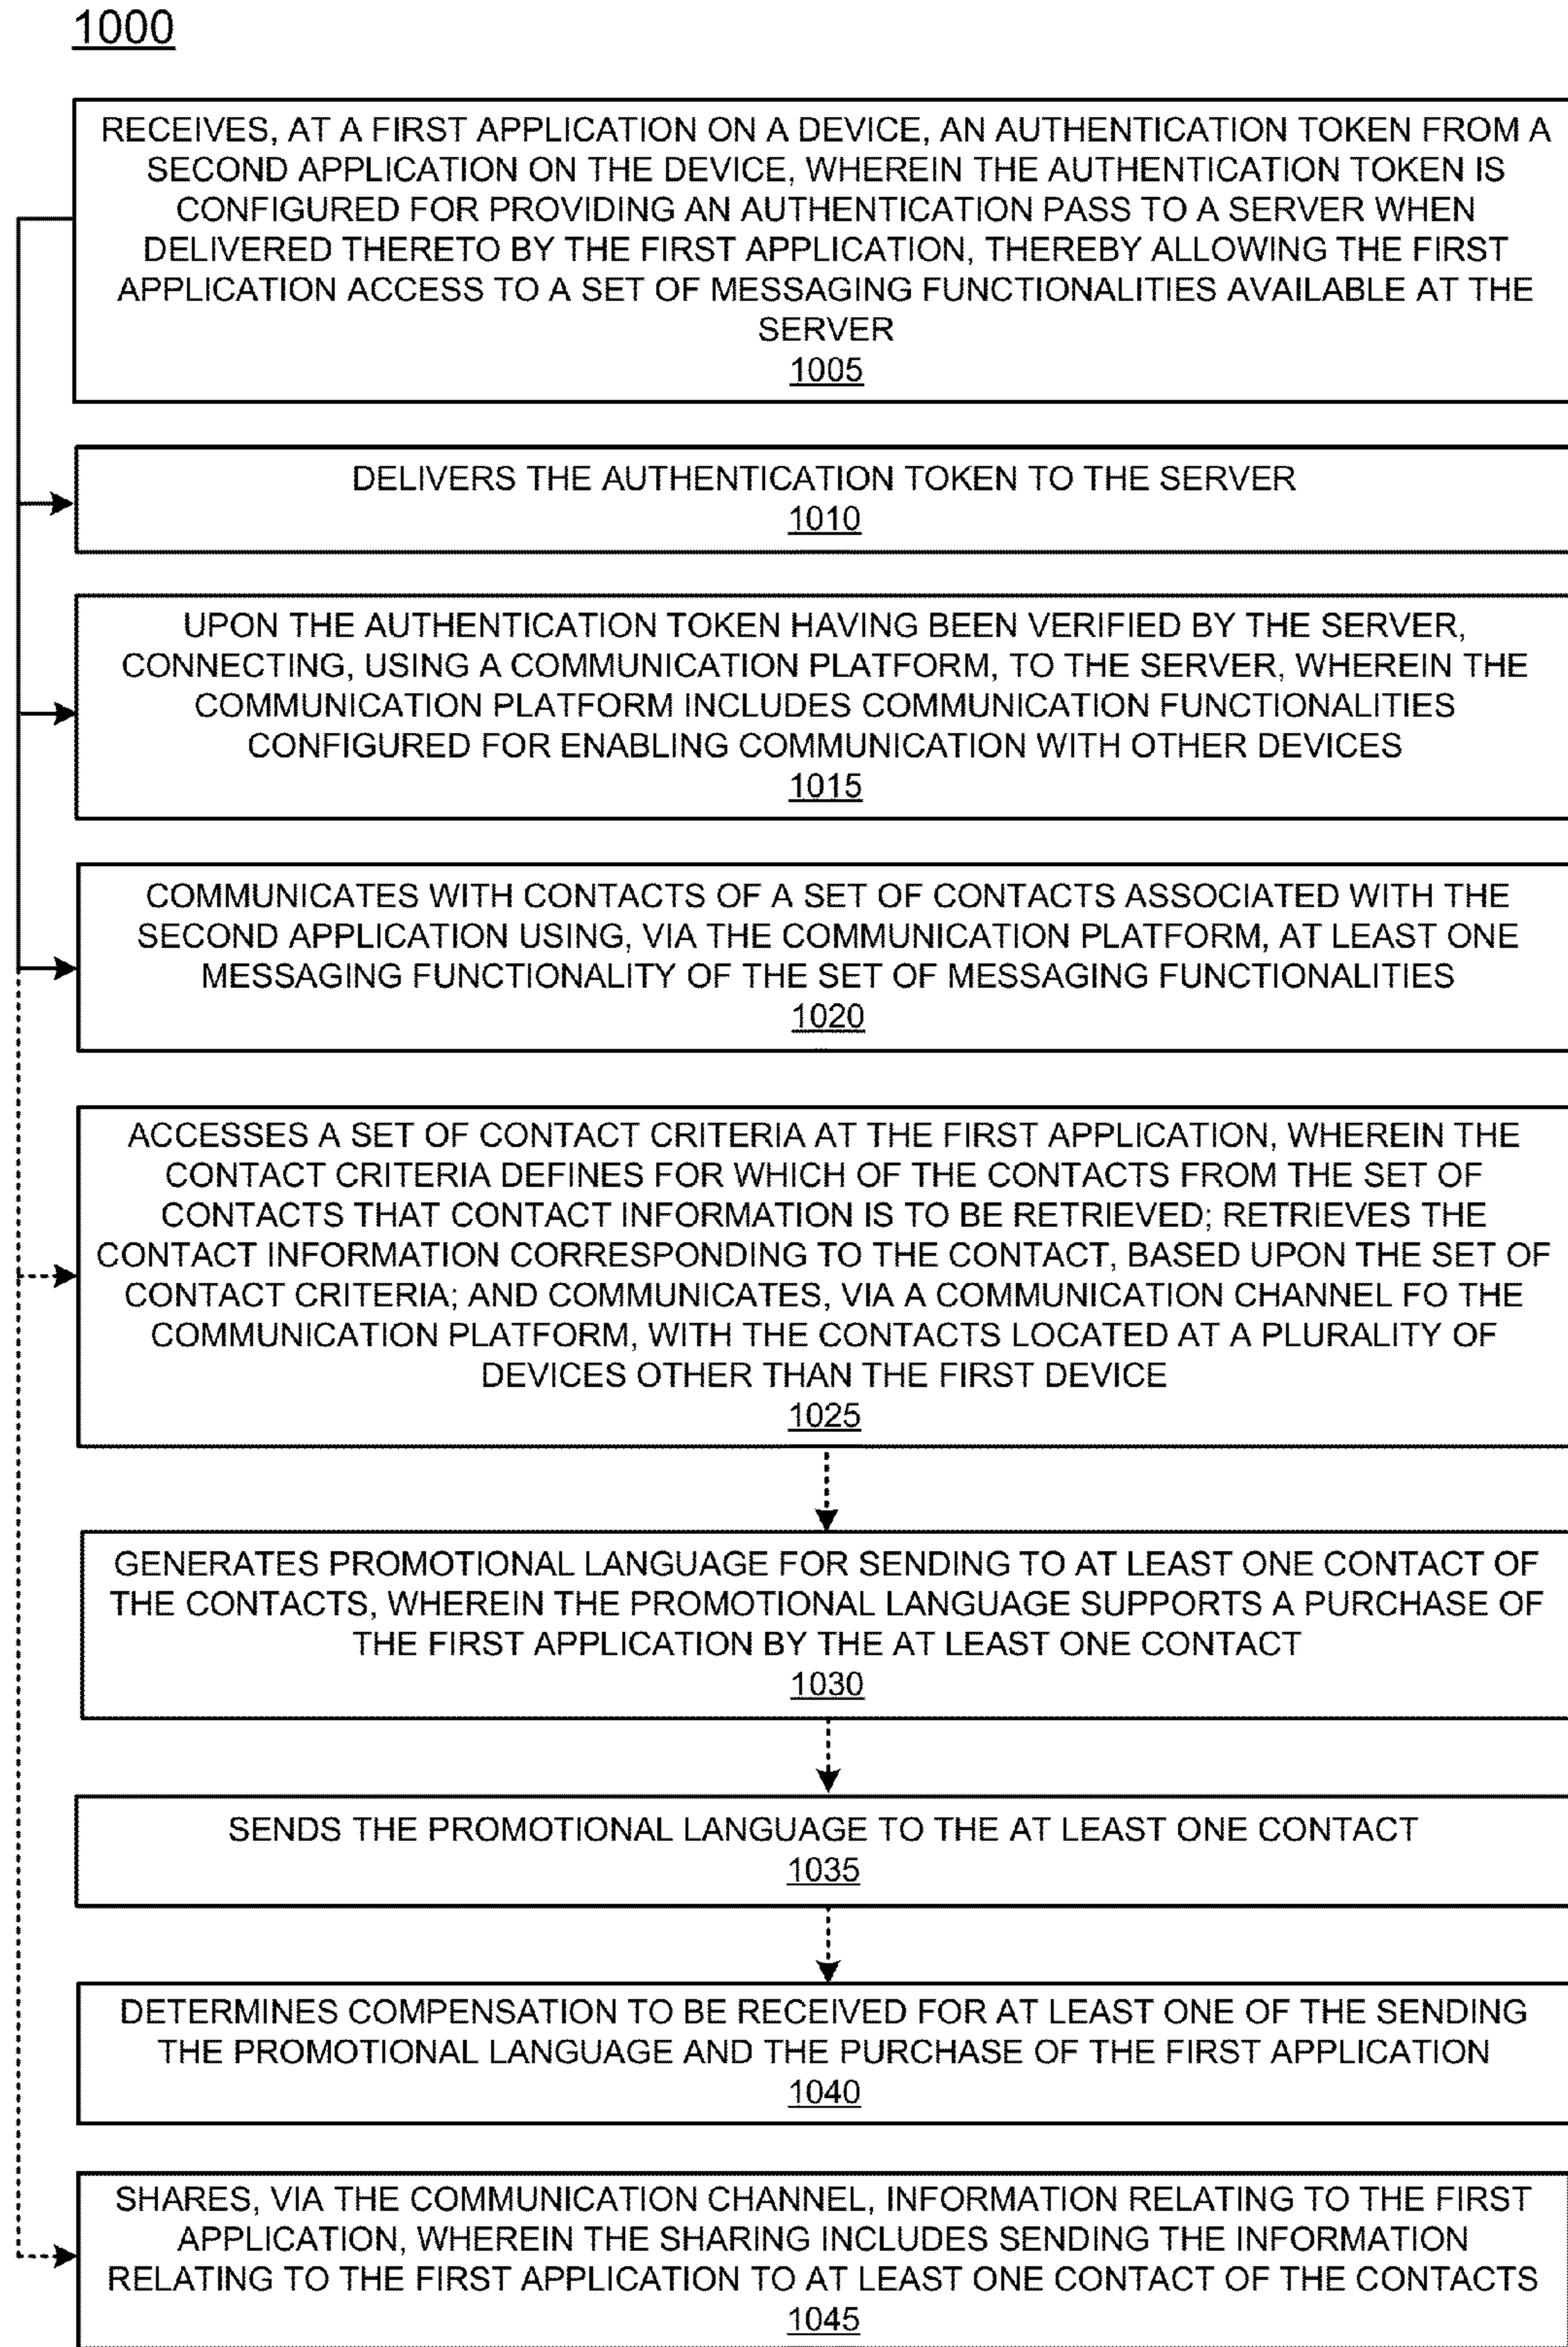 1000
RECEIVES, AT A FIRST APPLICATION ON A DEVICE, AN AUTHENTICATION TOKEN FROM A
SECOND APPLICATION ON THE DEVICE, WHEREIN THE AUTHENTICATION TOKEN IS
CONFIGURED FOR PROVIDING AN AUTHENTICATION PASS TO A SERVER WHEN
DELIVERED THERETO BY THE FIRST APPLICATION, THEREBY ALLOWING THE FIRST
APPLICATION ACCESS TO A SET OF MESSAGING FUNCTIONALITIES AVAILABLE AT THE
SERVER
1005
DELIVERS THE AUTHENTICATION TOKEN TO THE SERVER
1010
UPON THE AUTHENTICATION TOKEN HAVING BEEN VERIFIED BY THE SERVER,
CONNECTING, USING A COMMUNICATION PLATFORM, TO THE SERVER, WHEREIN THE
COMMUNICATION PLATFORM INCLUDES COMMUNICATION FUNCTIONALITIES
CONFIGURED FOR ENABLING COMMUNICATION WITH OTHER DEVICES
1015
COMMUNICATES WITH CONTACTS OF A SET OF CONTACTS ASSOCIATED WITH THE
SECOND APPLICATION USING, VIA THE COMMUNICATION PLATFORM, AT LEAST ONE
MESSAGING FUNCTIONALITY OF THE SET OF MESSAGING FUNCTIONALITIES
1020
ACCESSES A SET OF CONTACT CRITERIA AT THE FIRST APPLICATION, WHEREIN THE
CONTACT CRITERIA DEFINES FOR WHICH OF THE CONTACTS FROM THE SET OF
CONTACTS THAT CONTACT INFORMATION IS TO BE RETRIEVED; RETRIEVES THE
CONTACT INFORMATION CORRESPONDING TO THE CONTACT, BASED UPON THE SET OF
CONTACT CRITERIA; AND COMMUNICATES, VIA A COMMUNICATION CHANNEL FO THE
COMMUNICATION PLATFORM, WITH THE CONTACTS LOCATED AT A PLURALITY OF
DEVICES OTHER THAN THE FIRST DEVICE
1025
GENERATES PROMOTIONAL LANGUAGE FOR SENDING TO AT LEAST ONE CONTACT OF
THE CONTACTS, WHEREIN THE PROMOTIONAL LANGUAGE SUPPORTS A PURCHASE OF
THE FIRST APPLICATION BY THE AT LEAST ONE CONTACT
1030
SENDS THE PROMOTIONAL LANGUAGE TO THE AT LEAST ONE CONTACT
1035
DETERMINES COMPENSATION TO BE RECEIVED FOR AT LEAST ONE OF THE SENDING
THE PROMOTIONAL LANGUAGE AND THE PURCHASE OF THE FIRST APPLICATION
1040
SHARES, VIA THE COMMUNICATION CHANNEL, INFORMATION RELATING TO THE FIRST
APPLICATION, WHEREIN THE SHARING INCLUDES SENDING THE INFORMATION
RELATING TO THE FIRST APPLICATION TO AT LEAST ONE CONTACT OF THE CONTACTS
1045